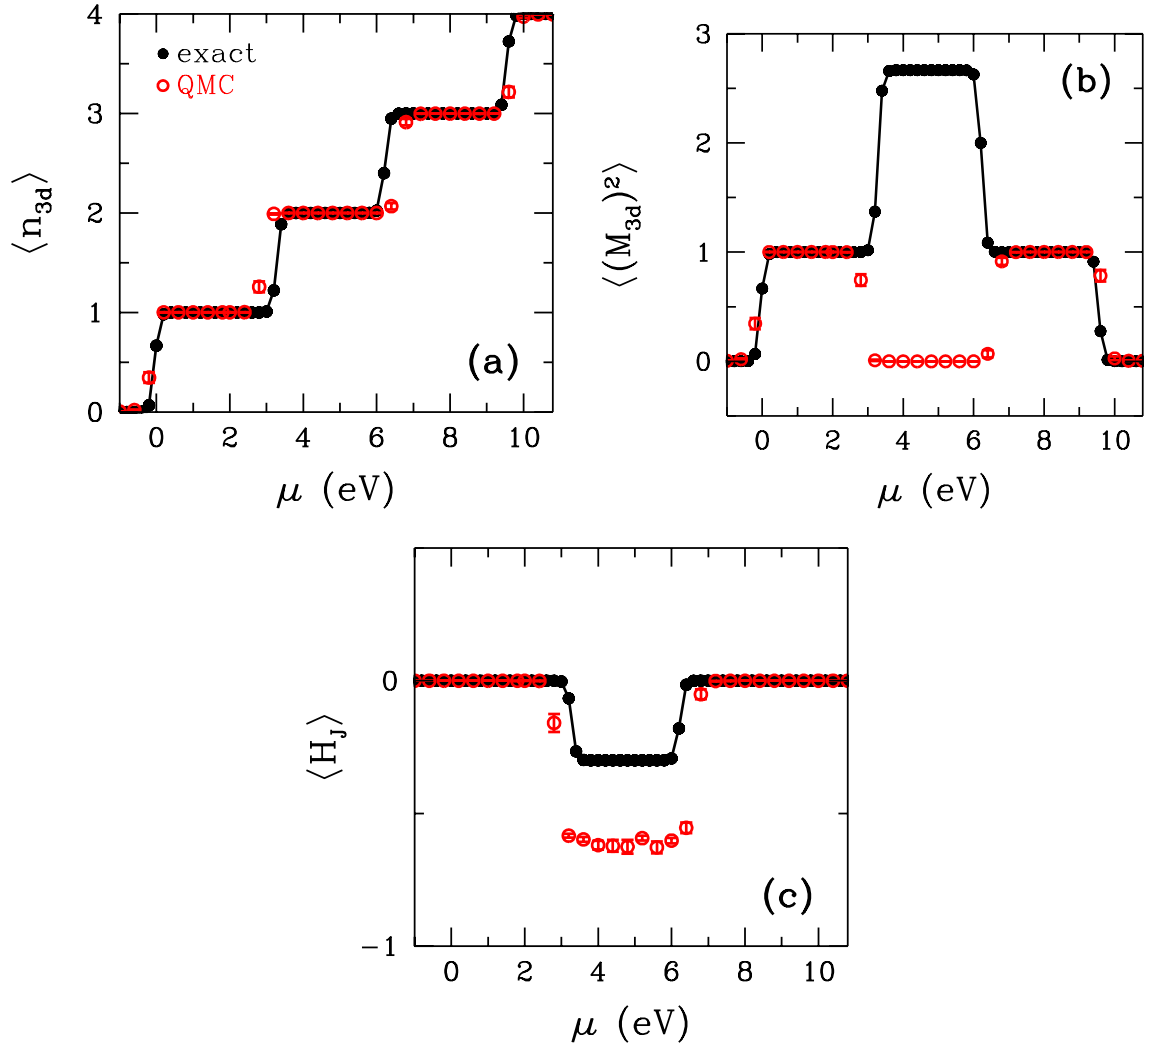 4
3
2
1
0
0 2 4 6 8 10
⟨n3d⟩
μ (eV)
exact
QMC
(a)
3
2
1
0
0 2 4 6 8 10
⟨(M3d)²⟩
μ (eV)
(b)
0
−1
0 2 4 6 8 10
⟨HJ⟩
μ (eV)
(c)